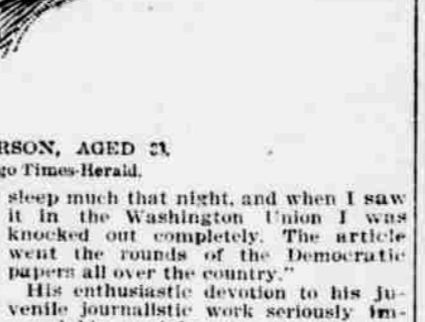 RSON, AGED 21.
go Times-Herald.
sleep much that night, and when I saw
it in the Washington Union I was
knocked out completely. The article
went the rounds of the Democratic
papers all over the country."
His enthusiastic devotion to his ju-
venile journalistic work seriously im-